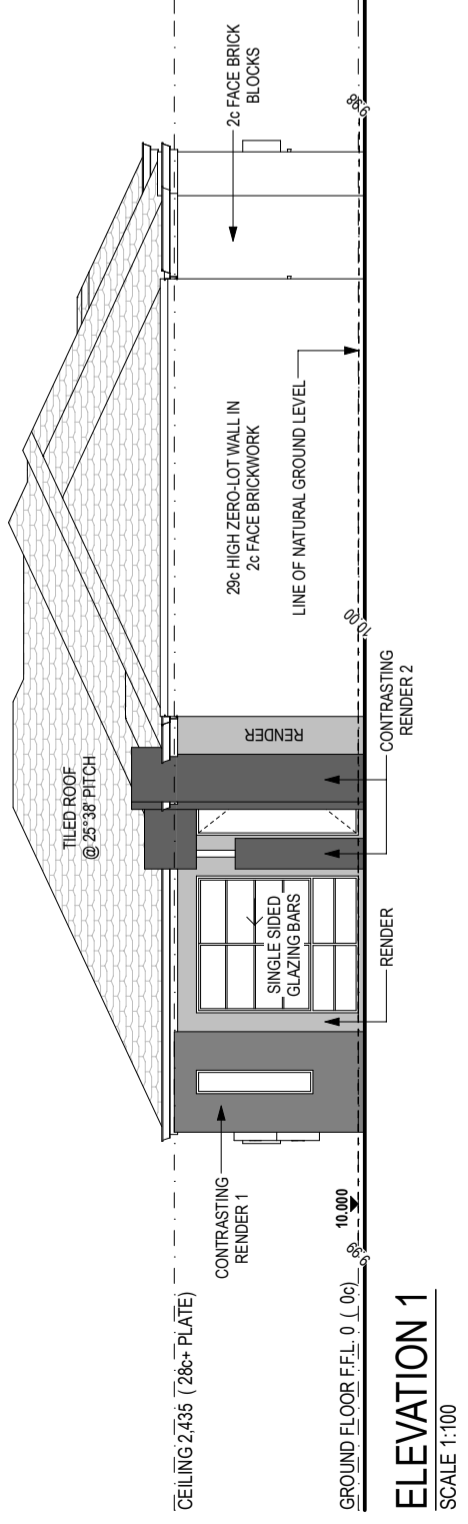 TILED ROOF
@ 25°38' PITCH
CEILING 2,435 ( 28c+ PLATE)
CONTRASTING
RENDER 1
SINGLE SIDED
GLAZING BARS
RENDER
29c HIGH ZERO-LOT WALL IN
2c FACE BRICKWORK
2c FACE BRICK
BLOCKS
LINE OF NATURAL GROUND LEVEL
10.000
GROUND FLOOR F.F.L. 0 ( 0c)
9.99
10.00
9.98
RENDER
CONTRASTING
RENDER 2
ELEVATION 1
SCALE 1:100